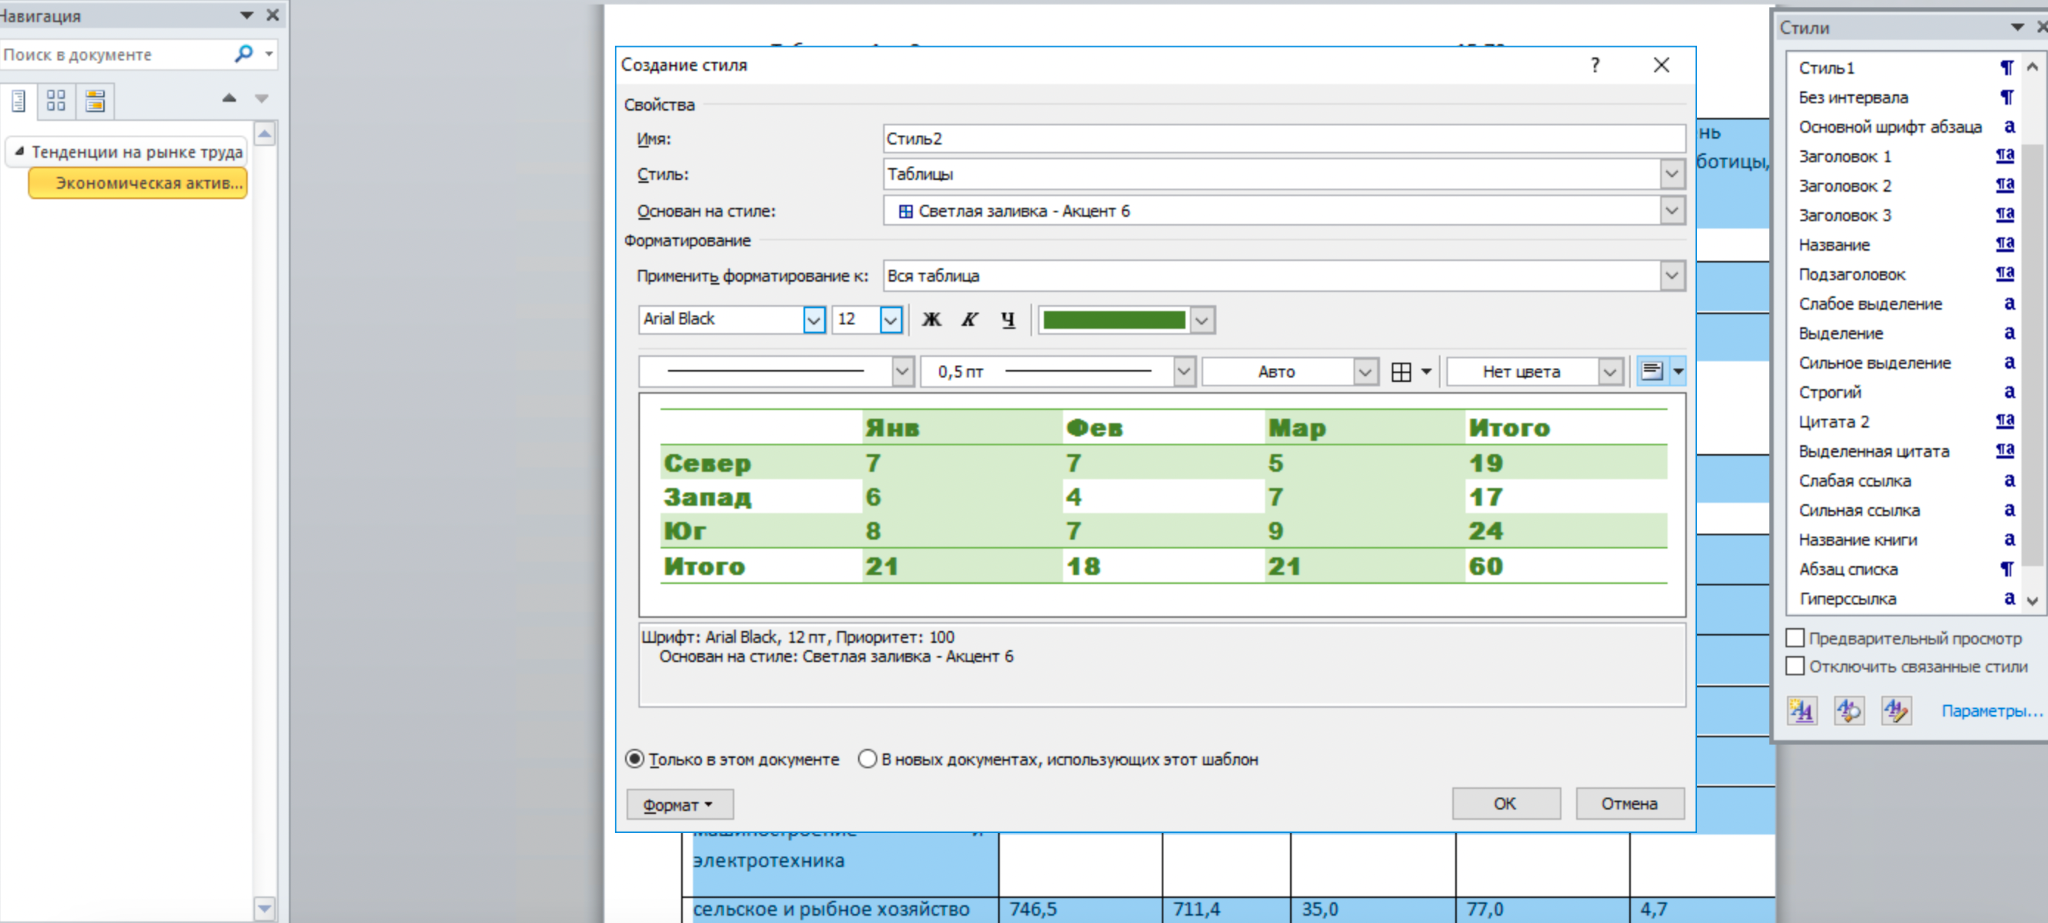 Навигация
Поиск в документе
Тенденции на рынке труда
Экономическая актив...
Создание стиля
?
Свойства
Имя:
Стиль2
Стиль:
Таблицы
Основан на стиле:
Светлая заливка - Акцент 6
Форматирование
Применить форматирование к:
Вся таблица
Arial Black
12
Ж К Ч
0,5 пт
Авто
Нет цвета
Янв Фев Мар Итого
Север 7 7 5 19
Запад 6 4 7 17
Юг 8 7 9 24
Итого 21 18 21 60
Шрифт: Arial Black, 12 пт, Приоритет: 100
Основан на стиле: Светлая заливка - Акцент 6
Только в этом документе
В новых документах, использующих этот шаблон
Формат
ОК
Отмена
нь
ботицы,
машиностроение и
электротехника
сельское и рыбное хозяйство 746,5 711,4 35,0 77,0 4,7
Стили
Стиль1 ¶
Без интервала ¶
Основной шрифт абзаца a
Заголовок 1 ¶a
Заголовок 2 ¶a
Заголовок 3 ¶a
Название ¶a
Подзаголовок ¶a
Слабое выделение a
Выделение a
Сильное выделение a
Строгий a
Цитата 2 ¶a
Выделенная цитата ¶a
Слабая ссылка a
Сильная ссылка a
Название книги a
Абзац списка ¶
Гиперссылка a
Предварительный просмотр
Отключить связанные стили
Параметры...